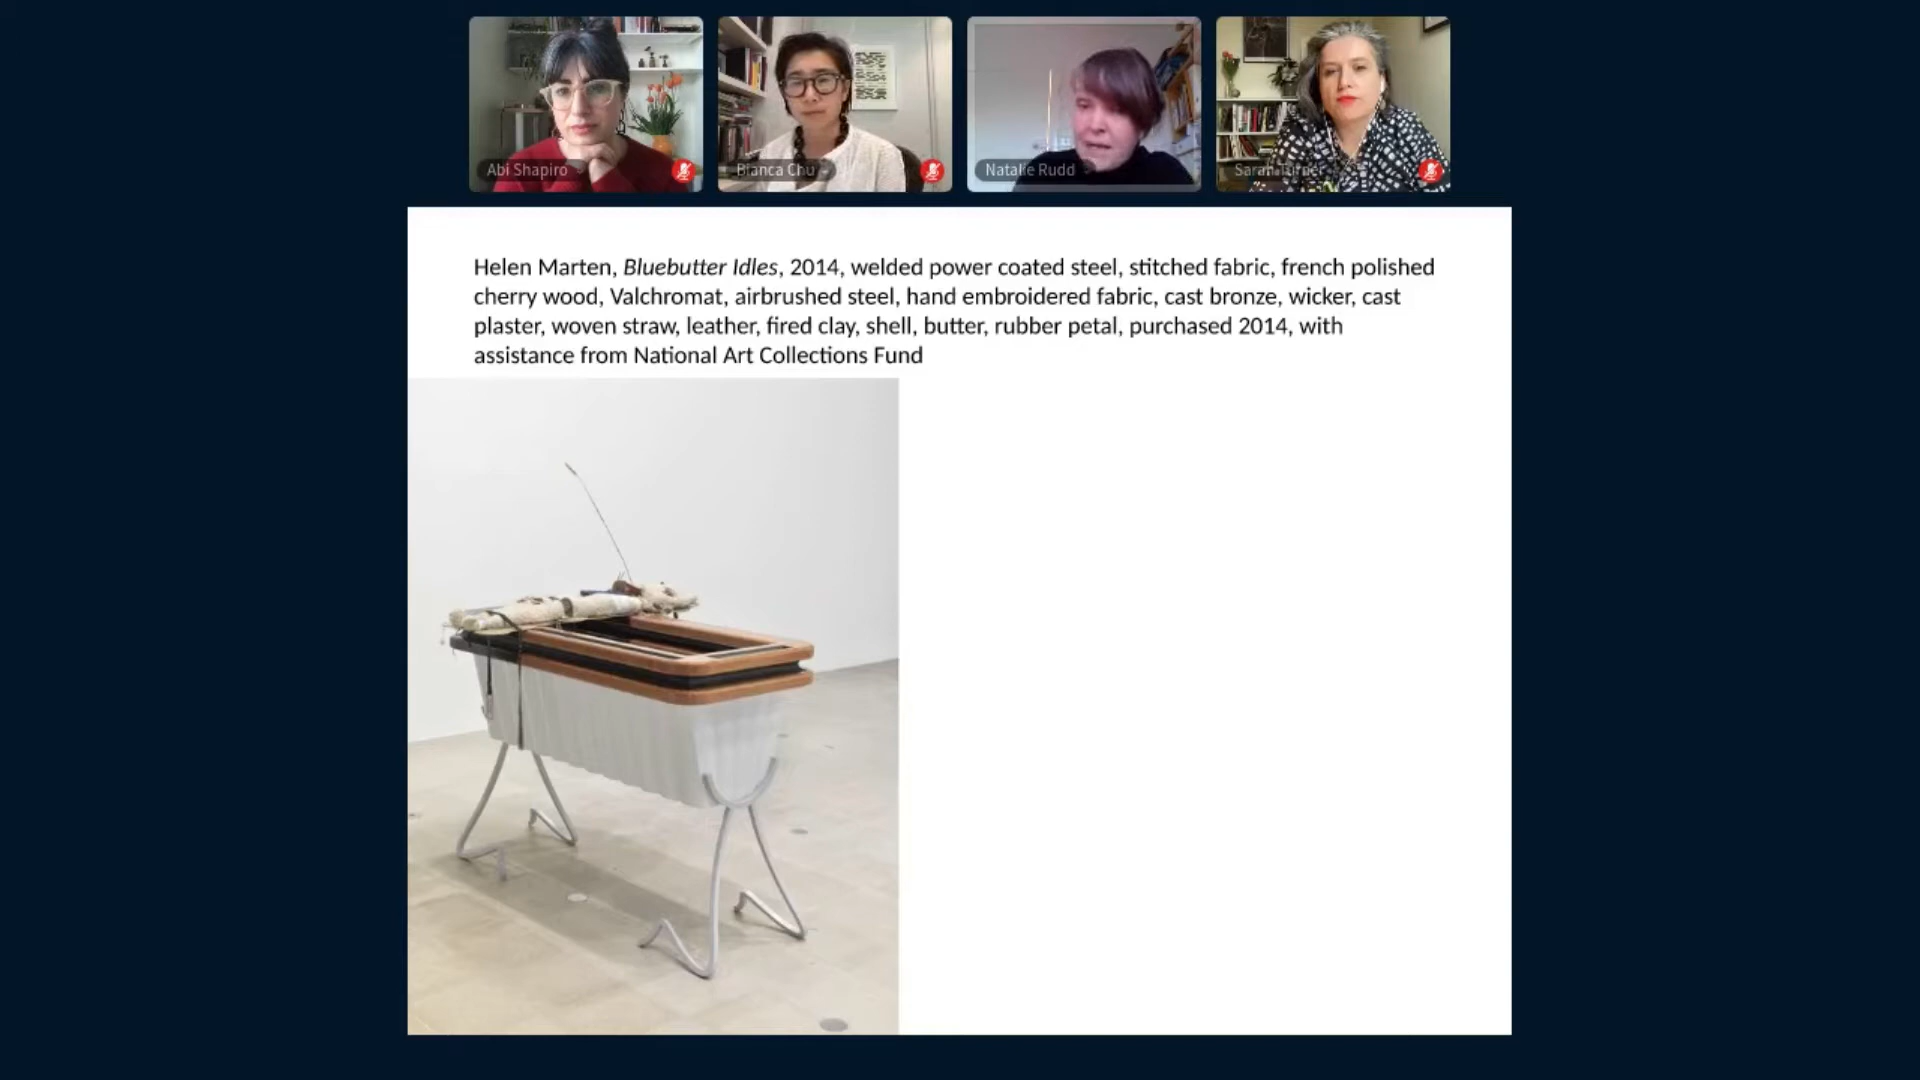 Abi Shapiro
Bianca Chu
Natalie Rudd
Sarah Turner
Helen Marten, Bluebutter Idles, 2014, welded power coated steel, stitched fabric, french polished
cherry wood, Valchromat, airbrushed steel, hand embroidered fabric, cast bronze, wicker, cast
plaster, woven straw, leather, fired clay, shell, butter, rubber petal, purchased 2014, with
assistance from National Art Collections Fund